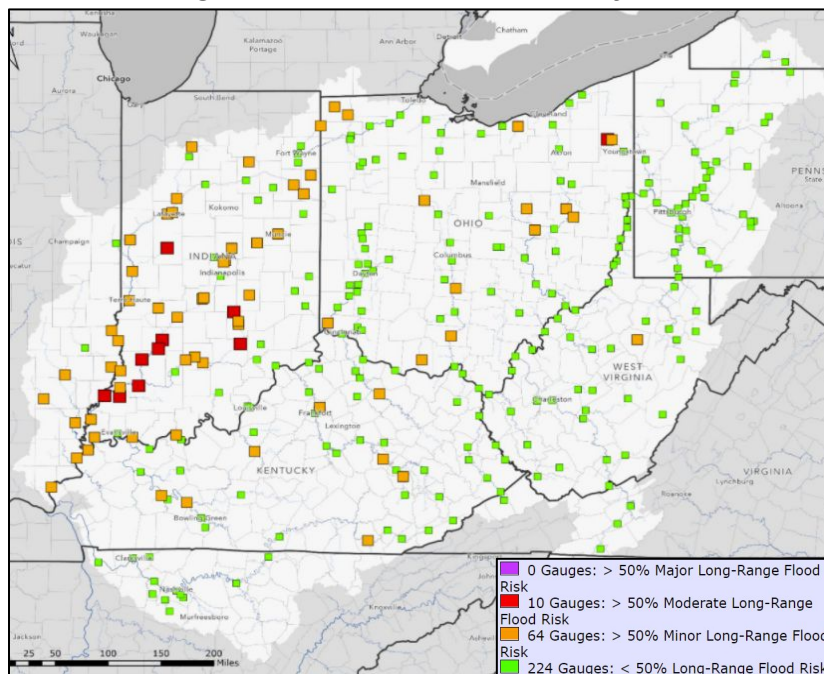 Waukegan
Kalamazoo
Portage
Ann Arbor
Chatham
Chicago
Aurora
South Bend
Toledo
Fort Wayne
Akron
Youngstown
PENNS
State
Mansfield
Lafayette
Kokomo
Pittsburgh
Altoona
OHIO
Champaign
Muncie
IS
INDIANA
Columbus
Indianapolis
Dayton
Terre Haute
Cincinnati
WEST
VIRGINIA
Charleston
Louisville
Frankfort
Lexington
Evansville
VIRGINIA
Roanoke
Lynchburg
KENTUCKY
Bowling Green
Clarksville
Nashville
Knoxville
Murfreesboro
Jackson
0 Gauges: > 50% Major Long-Range Flood
Risk
10 Gauges: > 50% Moderate Long-Range
Flood Risk
64 Gauges: > 50% Minor Long-Range Flood
Risk
224 Gauges: < 50% Long-Range Flood Risk
25 50 100 150 200
Miles